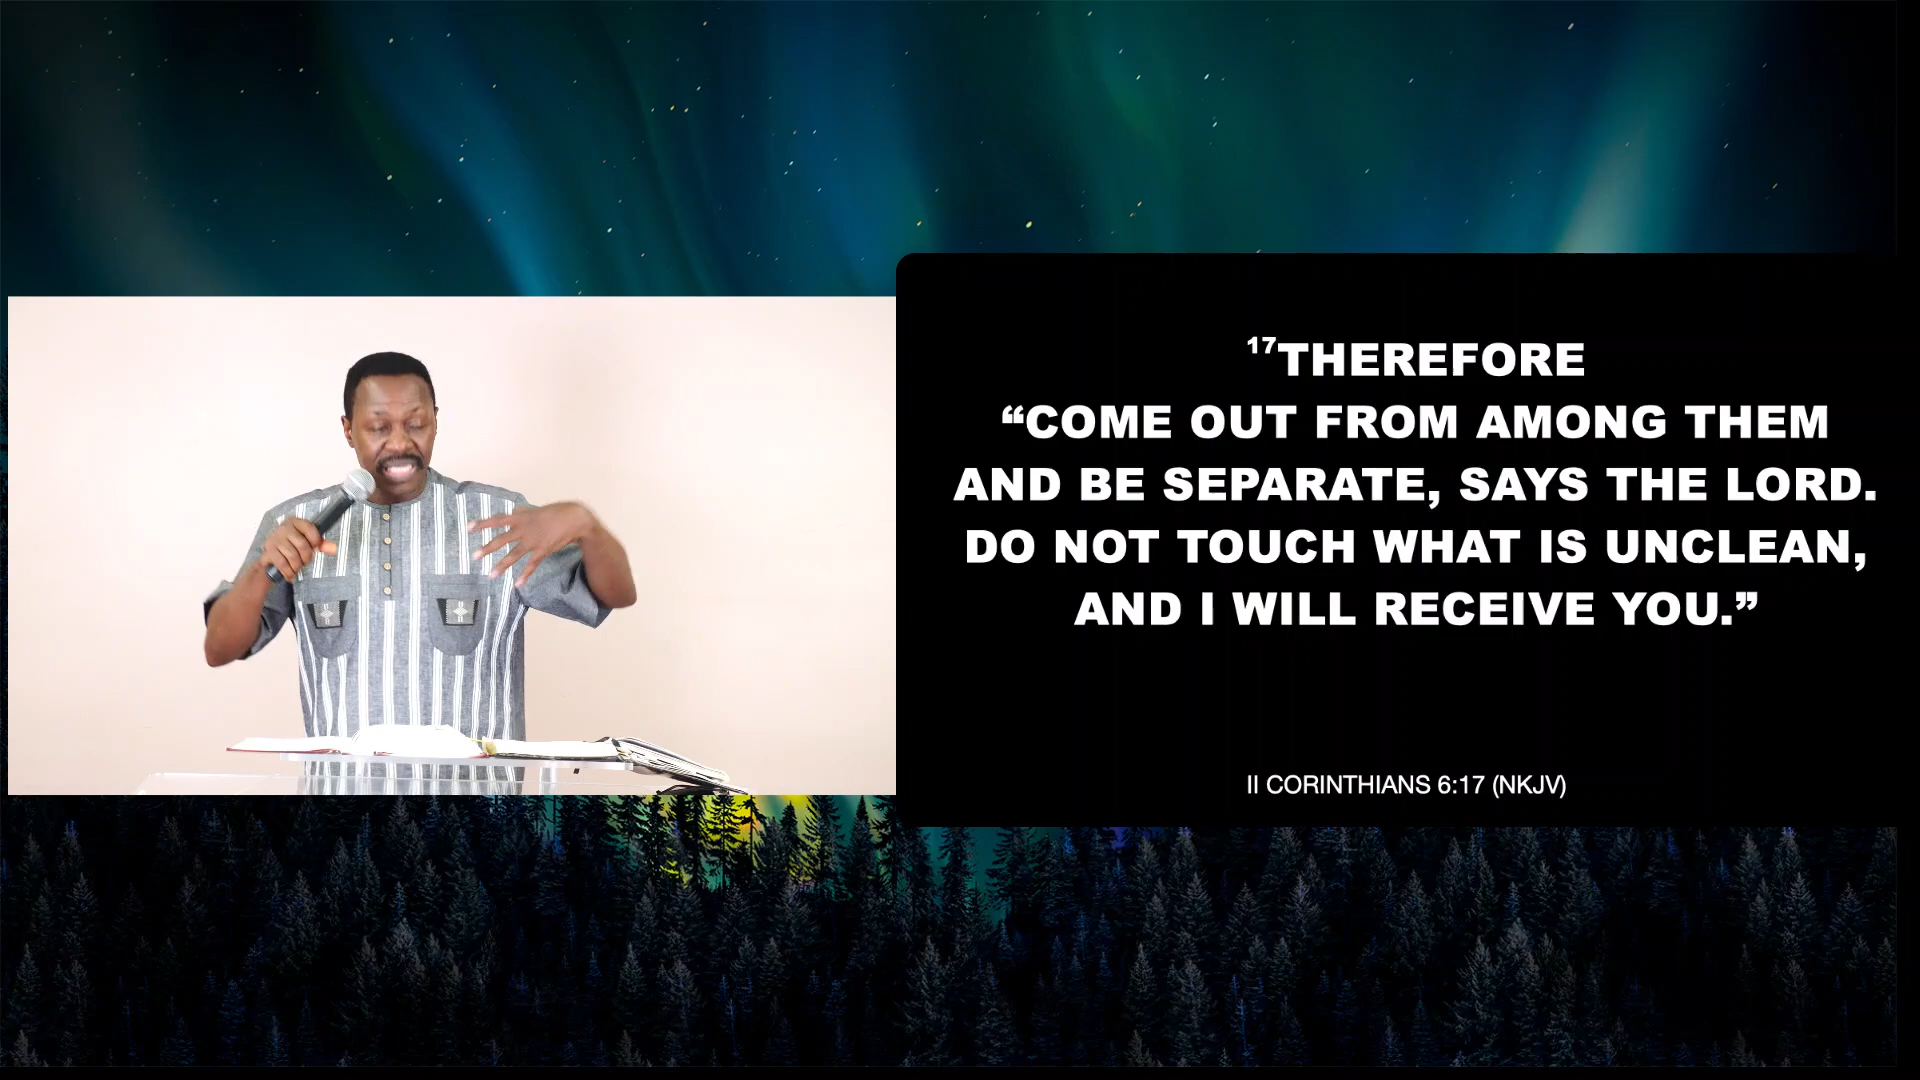 17THEREFORE
“COME OUT FROM AMONG THEM
AND BE SEPARATE, SAYS THE LORD.
DO NOT TOUCH WHAT IS UNCLEAN,
AND I WILL RECEIVE YOU.”
II CORINTHIANS 6:17 (NKJV)